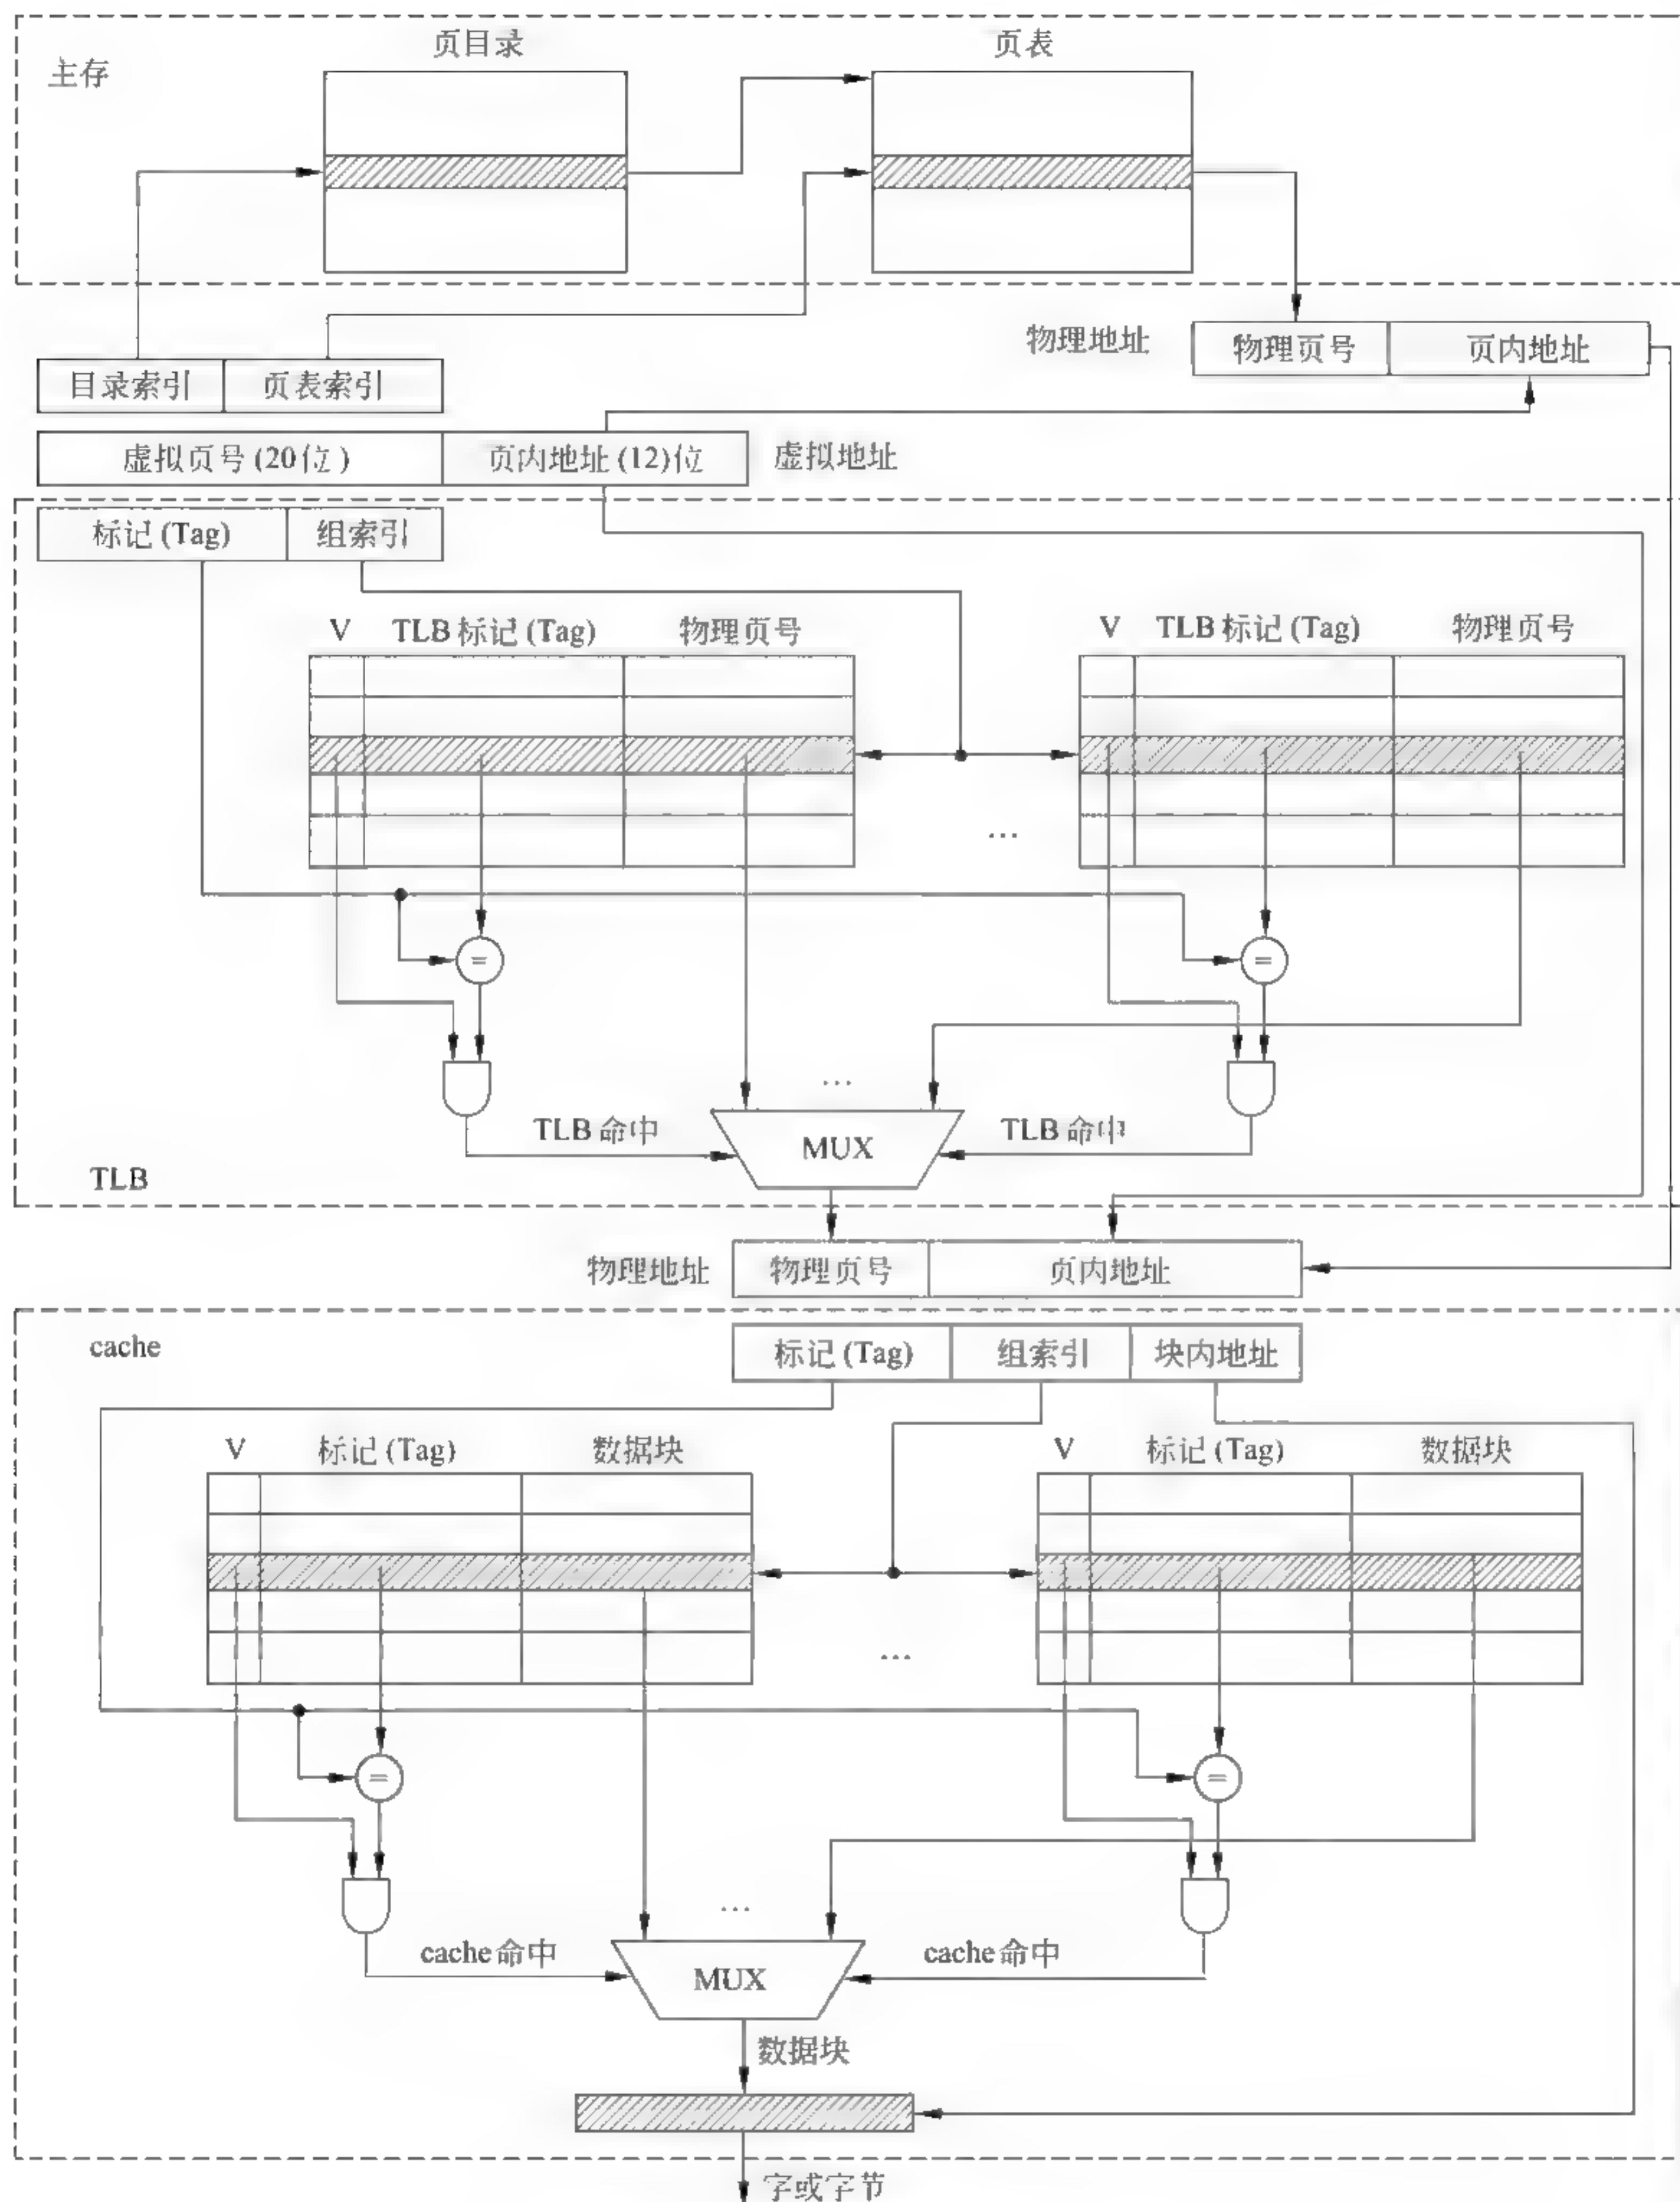 页目录 页表
主存
物理地址 物理页号 页内地址
目录索引 页表索引
虚拟页号(20位) 页内地址(12)位 虚拟地址
标记(Tag) 组索引
V TLB标记(Tag) 物理页号 V TLB标记(Tag) 物理页号
...
= =
...
TLB命中 MUX TLB命中
TLB
物理地址 物理页号 页内地址
cache
标记(Tag) 组索引 块内地址
V 标记(Tag) 数据块 V 标记(Tag) 数据块
...
= =
...
cache命中 MUX cache命中
数据块
字或字节